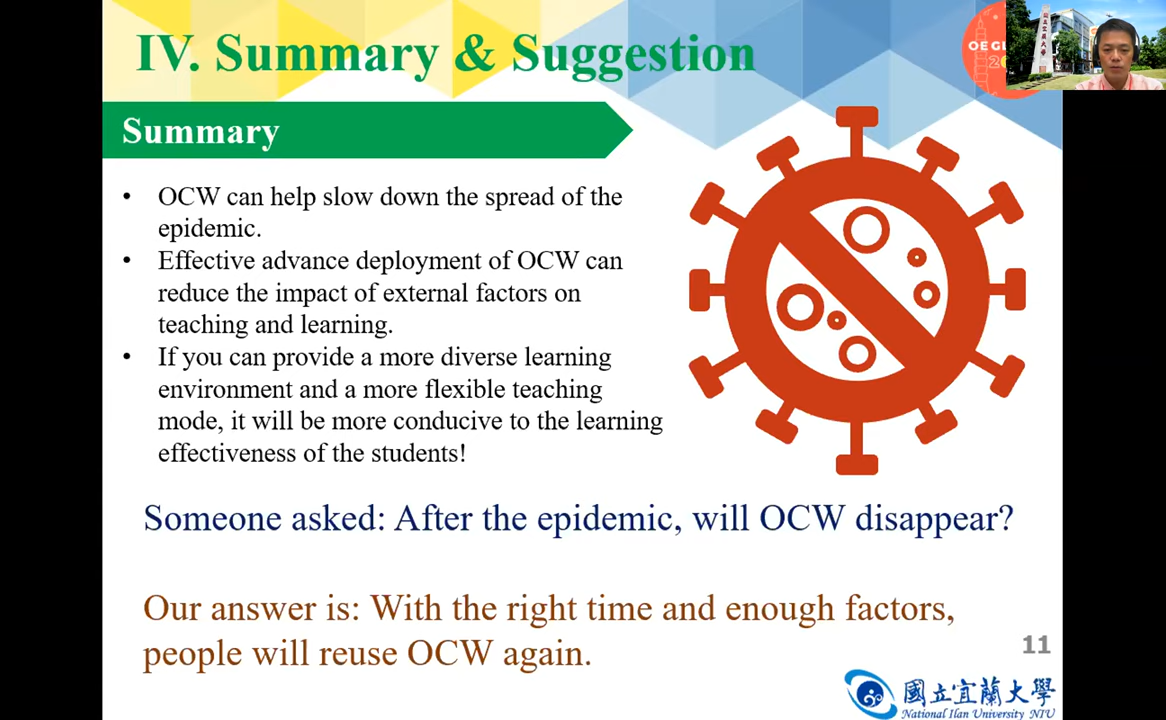 IV. Summary & Suggestion
OE GL
Summary
• OCW can help slow down the spread of the
epidemic.
• Effective advance deployment of OCW can
reduce the impact of external factors on
teaching and learning.
• If you can provide a more diverse learning
environment and a more flexible teaching
mode, it will be more conducive to the learning
effectiveness of the students!
Someone asked: After the epidemic, will OCW disappear?
Our answer is: With the right time and enough factors,
people will reuse OCW again.
11
國立宜蘭大學
National Ilan University NIU